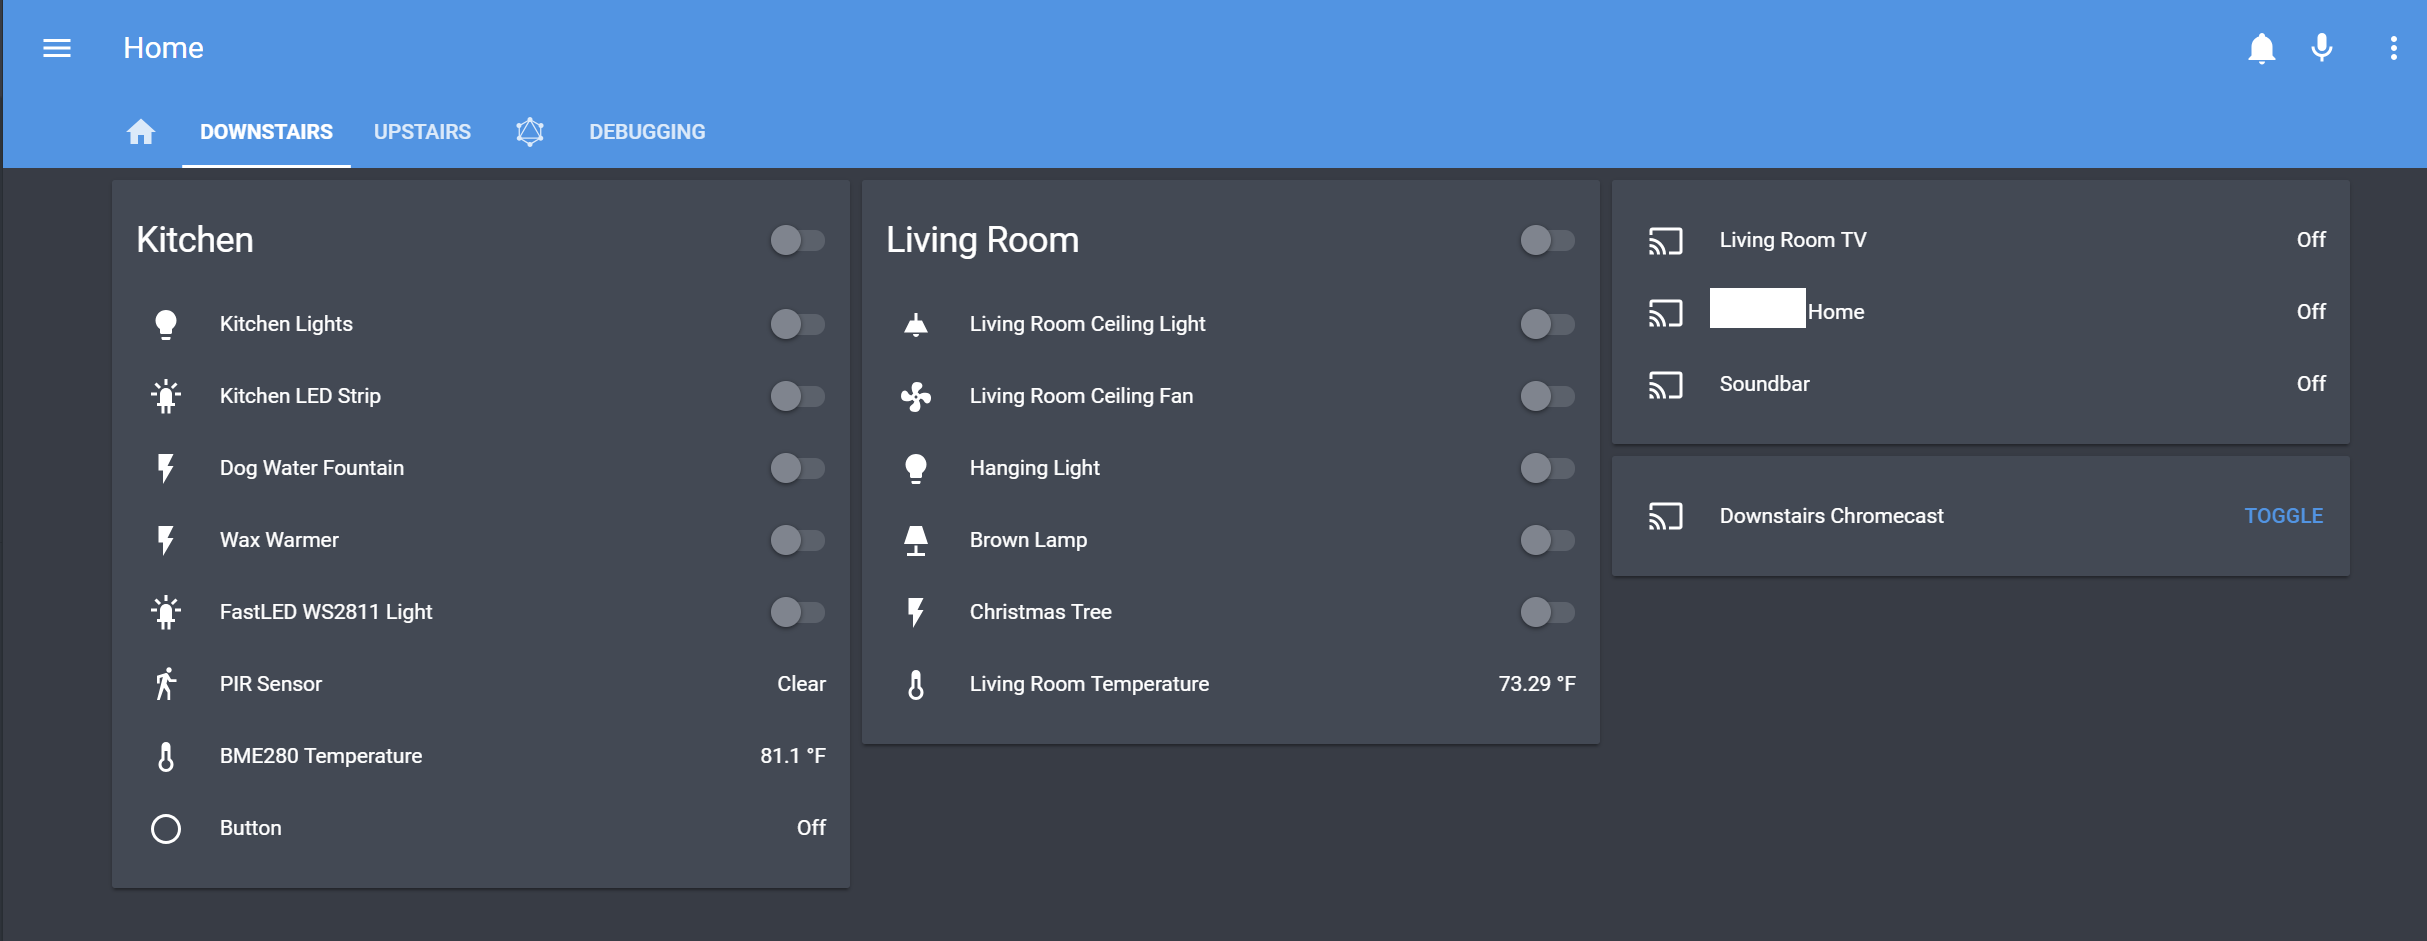 Home
DOWNSTAIRS UPSTAIRS DEBUGGING
Kitchen
Kitchen Lights
Kitchen LED Strip
Dog Water Fountain
Wax Warmer
FastLED WS2811 Light
PIR Sensor Clear
BME280 Temperature 81.1 °F
Button Off
Living Room
Living Room Ceiling Light
Living Room Ceiling Fan
Hanging Light
Brown Lamp
Christmas Tree
Living Room Temperature 73.29 °F
Living Room TV Off
Home Off
Soundbar Off
Downstairs Chromecast TOGGLE